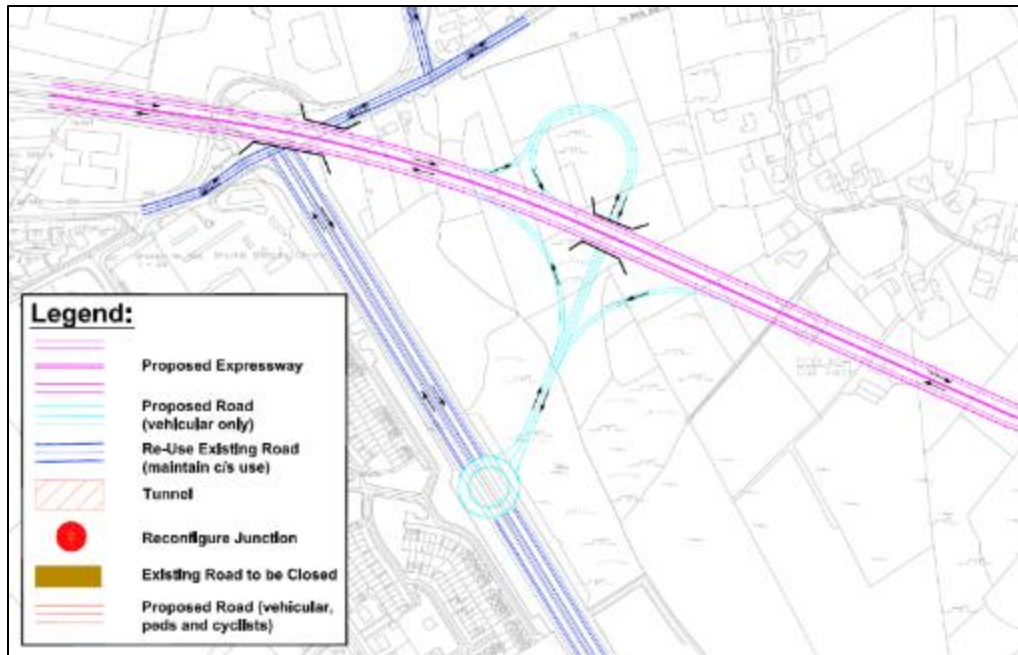 Legend:
Proposed Expressway
Proposed Road
(vehicular only)
Re-Use Existing Road
(maintain c/s use)
Tunnel
Reconfigure Junction
Existing Road to be Closed
Proposed Road (vehicular,
peds and cyclists)